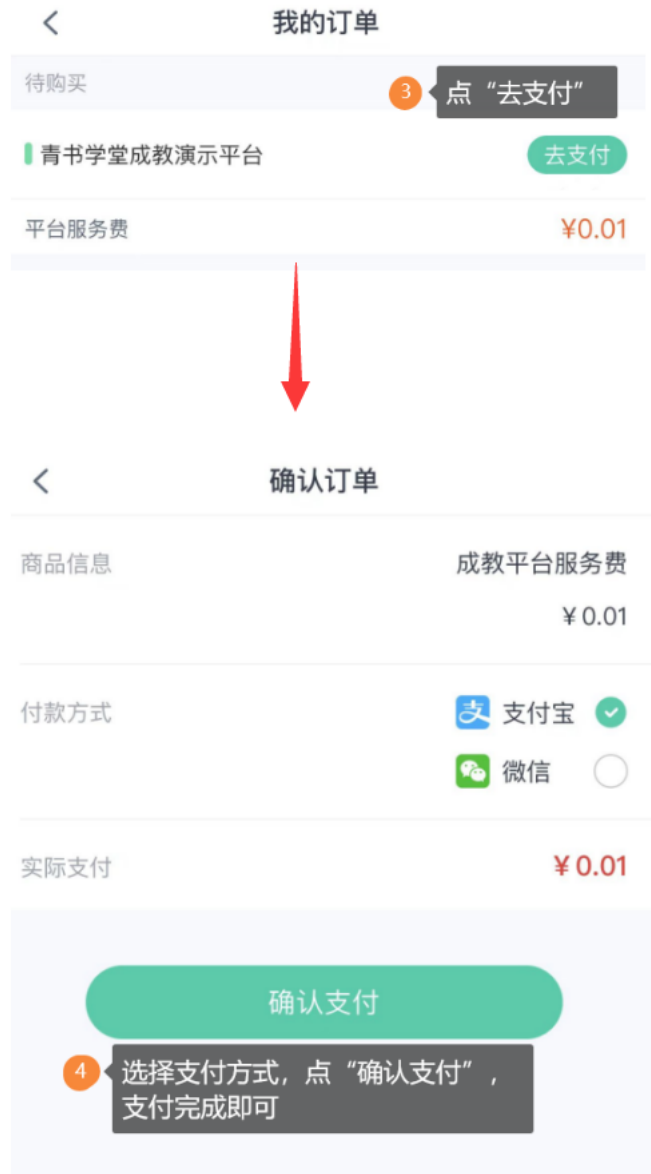 我的订单
待购买
3 点“去支付”
青书学堂成教演示平台 去支付
平台服务费 ¥0.01
确认订单
商品信息 成教平台服务费
¥0.01
付款方式 支 支付宝
微信
实际支付 ¥0.01
确认支付
4 选择支付方式，点“确认支付”，
支付完成即可